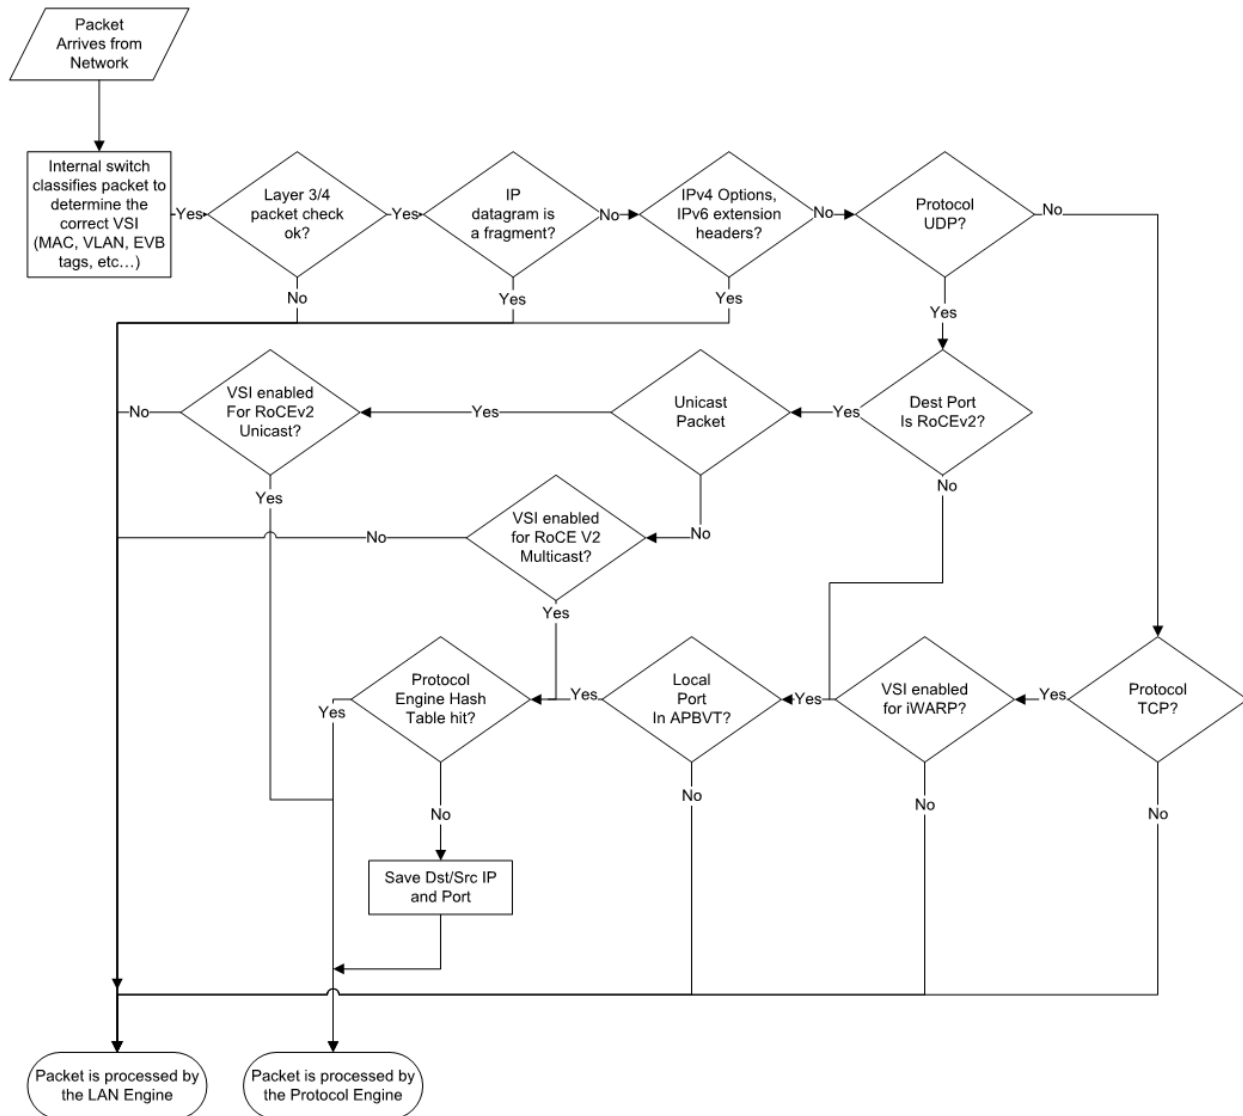 Packet
Arrives from
Network
Internal switch
classifies packet to
determine the
correct VSI
(MAC, VLAN, EVB
tags, etc…)
Yes
Layer 3/4
packet check
ok?
Yes
IP
datagram is
a fragment?
No
IPv4 Options,
IPv6 extension
headers?
No
Protocol
UDP?
No
No
Yes
Yes
Yes
VSI enabled
For RoCEv2
Unicast?
No
Yes
Unicast
Packet
Yes
Dest Port
Is RoCEv2?
Yes
No
VSI enabled
for RoCE V2
Multicast?
No
No
Yes
Protocol
Engine Hash
Table hit?
Yes
Yes
Local
Port
In APBVT?
Yes
VSI enabled
for iWARP?
Yes
Protocol
TCP?
No
No
No
No
Save Dst/Src IP
and Port
Packet is processed by
the LAN Engine
Packet is processed by
the Protocol Engine